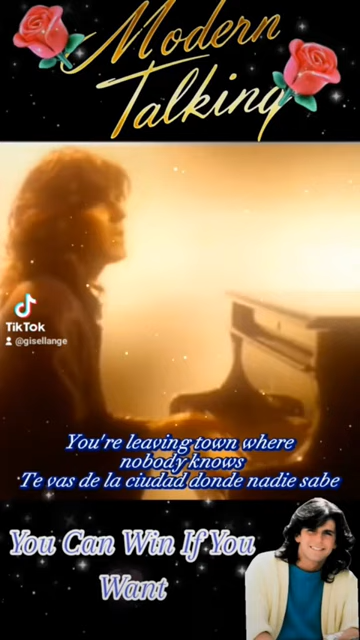 Modern
Talking
TikTok
@gisellange
You're leaving town where
nobody knows
Te vas de la ciudad donde nadie sabe
You Can Win If You
Want